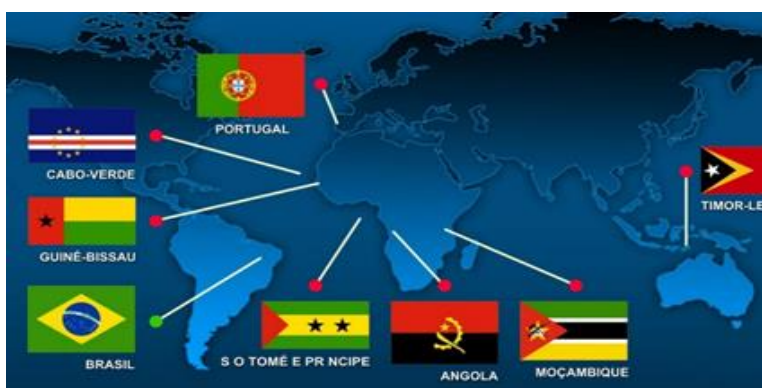 PORTUGAL
CABO-VERDE
TIMOR-LE
GUINÉ-BISSAU
BRASIL
S O TOMÉ E PR NCIPE
ANGOLA
MOÇAMBIQUE